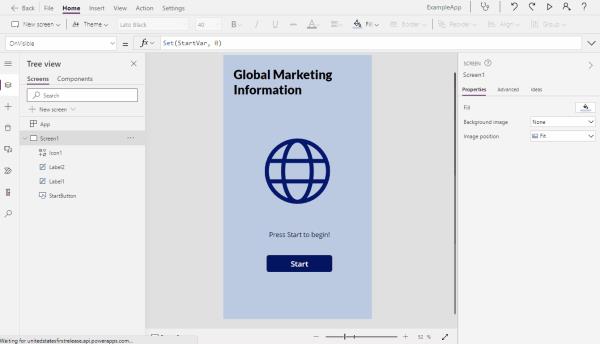 Back File Home Insert View Action Settings ExampleApp
New screen Theme Lato Black 40 B Fill Border Reorder Align Group
OnVisible = fx Set(StartVar, 0)
Tree view
Screens Components
Search
New screen
App
Screen1
Icon1
Label2
Label1
StartButton
Global Marketing
Information
Press Start to begin!
Start
SCREEN
Screen1
Properties Advanced Ideas
Fill
Background image None
Image position Fit
Waiting for unitedstatesfirstrelease.api.powerapps.com...
52 %